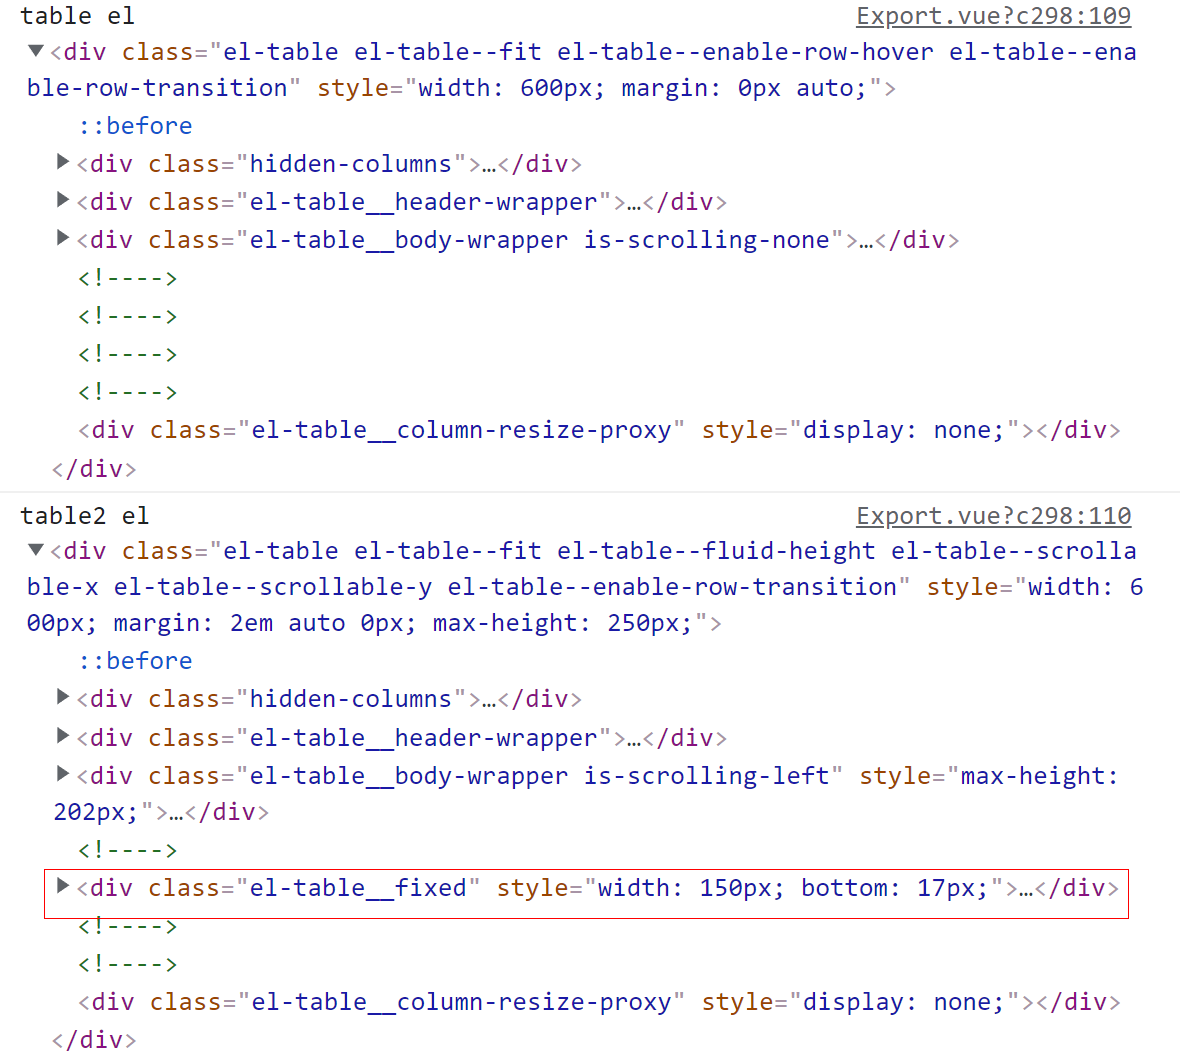 table el Export.vue?c298:109
▼<div class="el-table el-table--fit el-table--enable-row-hover el-table--ena
ble-row-transition" style="width: 600px; margin: 0px auto;">
::before
▶<div class="hidden-columns">…</div>
▶<div class="el-table__header-wrapper">…</div>
▶<div class="el-table__body-wrapper is-scrolling-none">…</div>
<!---->
<!---->
<!---->
<!---->
<div class="el-table__column-resize-proxy" style="display: none;"></div>
</div>
table2 el Export.vue?c298:110
▼<div class="el-table el-table--fit el-table--fluid-height el-table--scrolla
ble-x el-table--scrollable-y el-table--enable-row-transition" style="width: 6
00px; margin: 2em auto 0px; max-height: 250px;">
::before
▶<div class="hidden-columns">…</div>
▶<div class="el-table__header-wrapper">…</div>
▶<div class="el-table__body-wrapper is-scrolling-left" style="max-height:
202px;">…</div>
<!---->
▶<div class="el-table__fixed" style="width: 150px; bottom: 17px;">…</div>
<!---->
<!---->
<div class="el-table__column-resize-proxy" style="display: none;"></div>
</div>